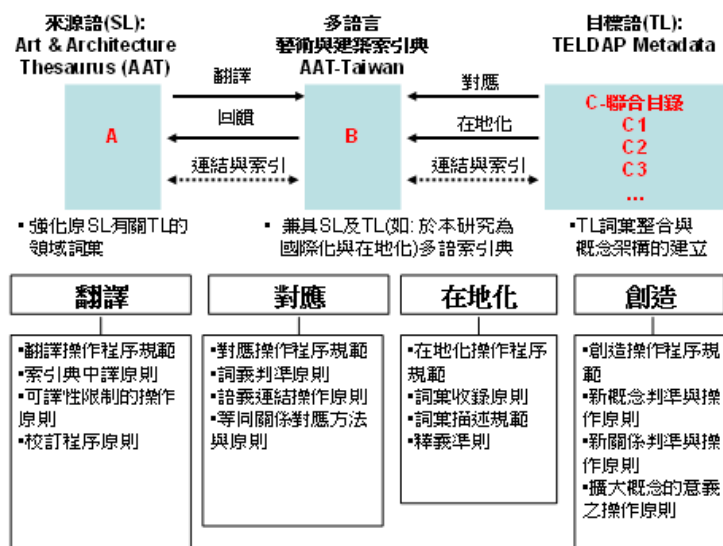 來源語(SL):
Art & Architecture
Thesaurus (AAT)
多語言
藝術與建築索引典
AAT-Taiwan
目標語(TL):
TELDAP Metadata
翻譯
回饋
連結與索引
對應
在地化
連結與索引
A
B
C-聯合目錄
C1
C2
C3
...
▪ 強化原SL有關TL的
領域詞彙
▪ 兼具SL及TL(如: 於本研究為
國際化與在地化)多語索引典
▪TL詞彙整合與
概念架構的建立
翻譯
▪翻譯操作程序規範
▪索引典中譯原則
▪可譯性限制的操作
原則
▪校訂程序原則
對應
▪對應操作程序規範
▪詞義判準原則
▪語義連結操作原則
▪等同關係對應方法
與原則
在地化
▪在地化操作程序
規範
▪詞彙收錄原則
▪詞彙描述規範
▪釋義準則
創造
▪創造操作程序規
範
▪新概念判準與操
作原則
▪新關係判準與操
作原則
▪擴大概念的意義
之操作原則